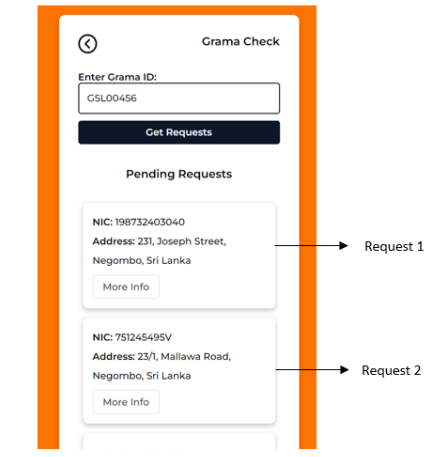 Grama Check
Enter Grama ID:
GSL00456
Get Requests
Pending Requests
NIC: 198732403040
Address: 231, Joseph Street,
Negombo, Sri Lanka
More Info
Request 1
NIC: 751245495V
Address: 23/1, Mallawa Road,
Negombo, Sri Lanka
More Info
Request 2